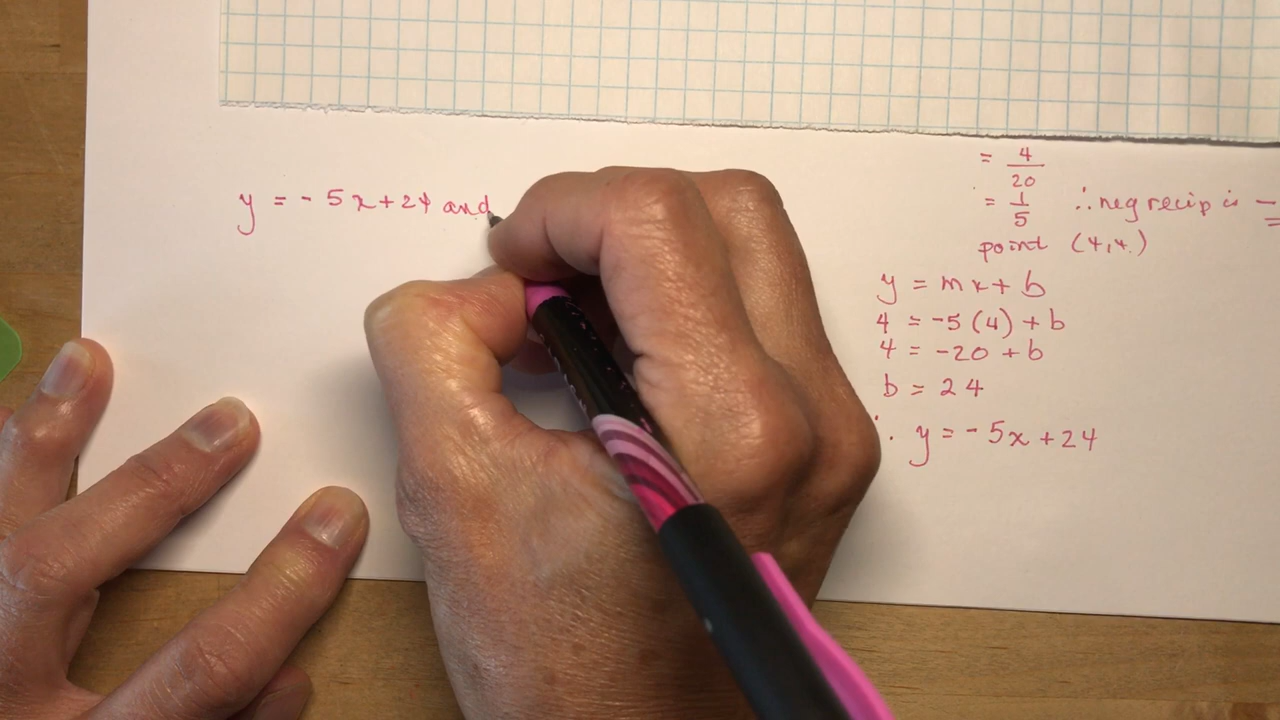 y = - 5x + 24 and
= 4/20
= 1/5 ∴ neg recip is -
point (4,4)
y = mx + b
4 = -5(4) + b
4 = -20 + b
b = 24
∴ y = - 5x + 24